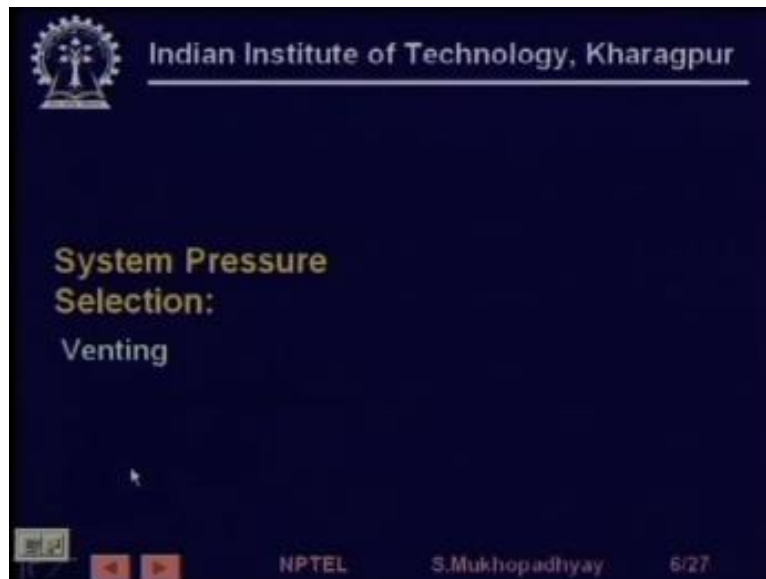 Indian Institute of Technology, Kharagpur
System Pressure
Selection:
Venting
NPTEL
S.Mukhopadhyay
6/27